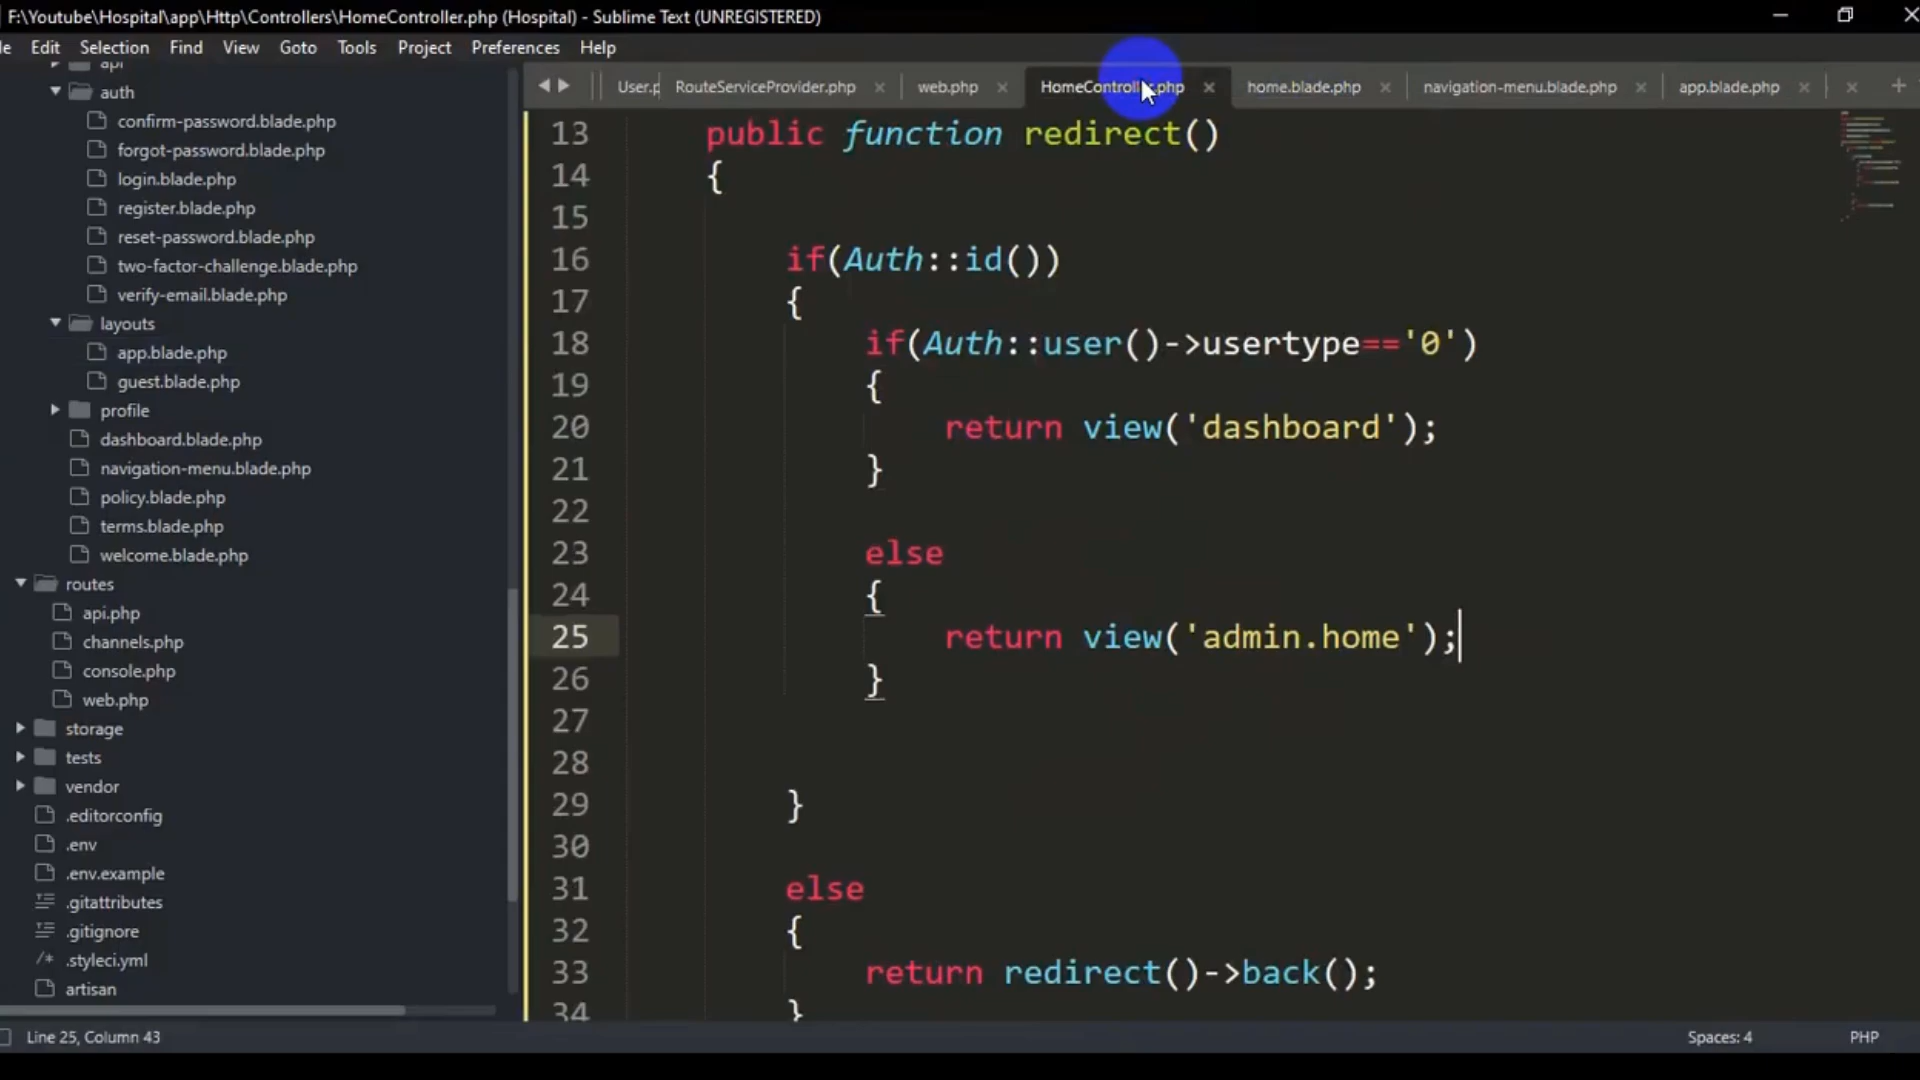 F:\Youtube\Hospital\app\Http\Controllers\HomeController.php (Hospital) - Sublime Text (UNREGISTERED)
Edit Selection Find View Goto Tools Project Preferences Help
api
auth
confirm-password.blade.php
forgot-password.blade.php
login.blade.php
register.blade.php
reset-password.blade.php
two-factor-challenge.blade.php
verify-email.blade.php
layouts
app.blade.php
guest.blade.php
profile
dashboard.blade.php
navigation-menu.blade.php
policy.blade.php
terms.blade.php
welcome.blade.php
routes
api.php
channels.php
console.php
web.php
storage
tests
vendor
.editorconfig
.env
.env.example
.gitattributes
.gitignore
.styleci.yml
artisan
User.p RouteServiceProvider.php web.php HomeController.php home.blade.php navigation-menu.blade.php app.blade.php
13 public function redirect()
14 {
15
16 if(Auth::id())
17 {
18 if(Auth::user()->usertype=='0')
19 {
20 return view('dashboard');
21 }
22
23 else
24 {
25 return view('admin.home');
26 }
27
28
29 }
30
31 else
32 {
33 return redirect()->back();
34 }
Line 25, Column 43
Spaces: 4 PHP